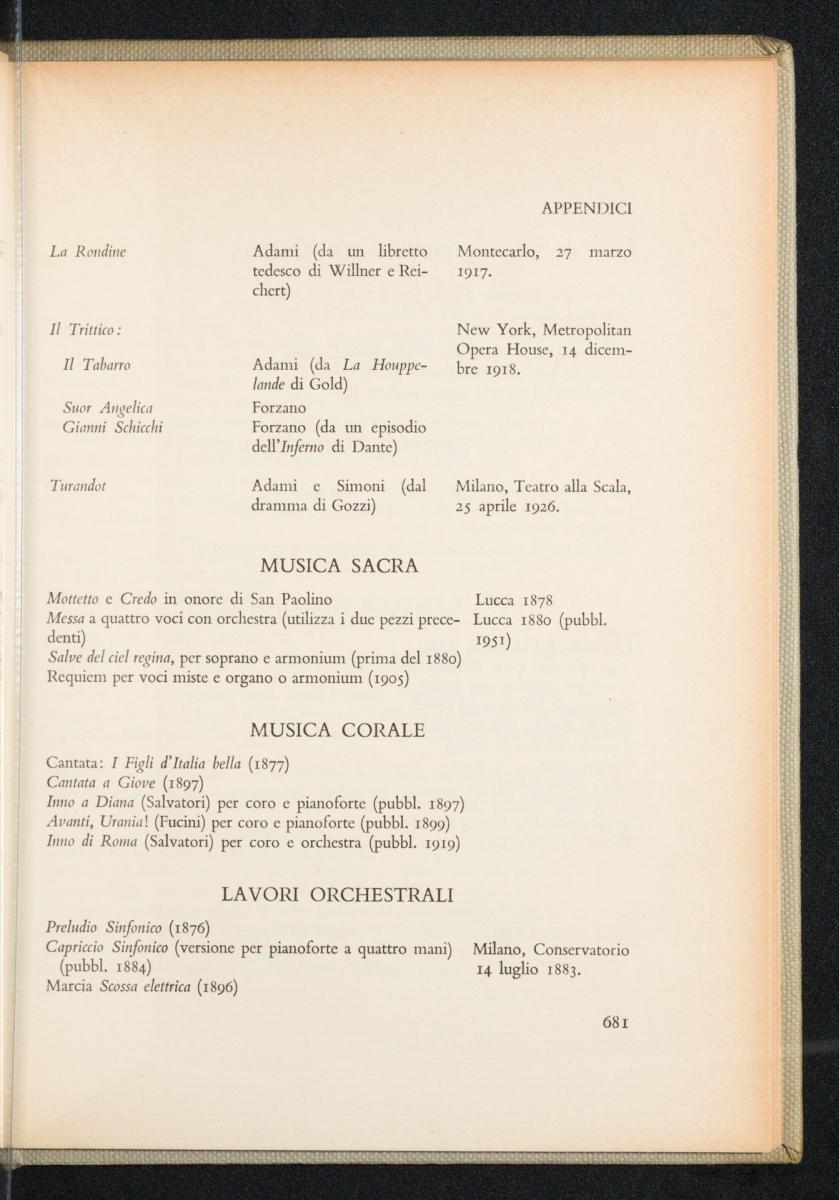 APPENDICI
La Rondine Adami (da un libretto Montecarlo, 27 marzo
tedesco di Willner e Rei- 1917.
chert)
Il Trittico: New York, Metropolitan
Opera House, 14 dicem-
Il Tabarro Adami (da La Houppe- bre 1918.
lande di Gold)
Suor Angelica Forzano
Gianni Schicchi Forzano (da un episodio
dell'Inferno di Dante)
Turandot Adami e Simoni (dal Milano, Teatro alla Scala,
dramma di Gozzi) 25 aprile 1926.
MUSICA SACRA
Mottetto e Credo in onore di San Paolino Lucca 1878
Messa a quattro voci con orchestra (utilizza i due pezzi prece- Lucca 1880 (pubbl.
denti) 1951)
Salve del ciel regina, per soprano e armonium (prima del 1880)
Requiem per voci miste e organo o armonium (1905)
MUSICA CORALE
Cantata: I Figli d'Italia bella (1877)
Cantata a Giove (1897)
Inno a Diana (Salvatori) per coro e pianoforte (pubbl. 1897)
Avanti, Urania! (Fucini) per coro e pianoforte (pubbl. 1899)
Inno di Roma (Salvatori) per coro e orchestra (pubbl. 1919)
LAVORI ORCHESTRALI
Preludio Sinfonico (1876)
Capriccio Sinfonico (versione per pianoforte a quattro mani) Milano, Conservatorio
(pubbl. 1884) 14 luglio 1883.
Marcia Scossa elettrica (1896)
681